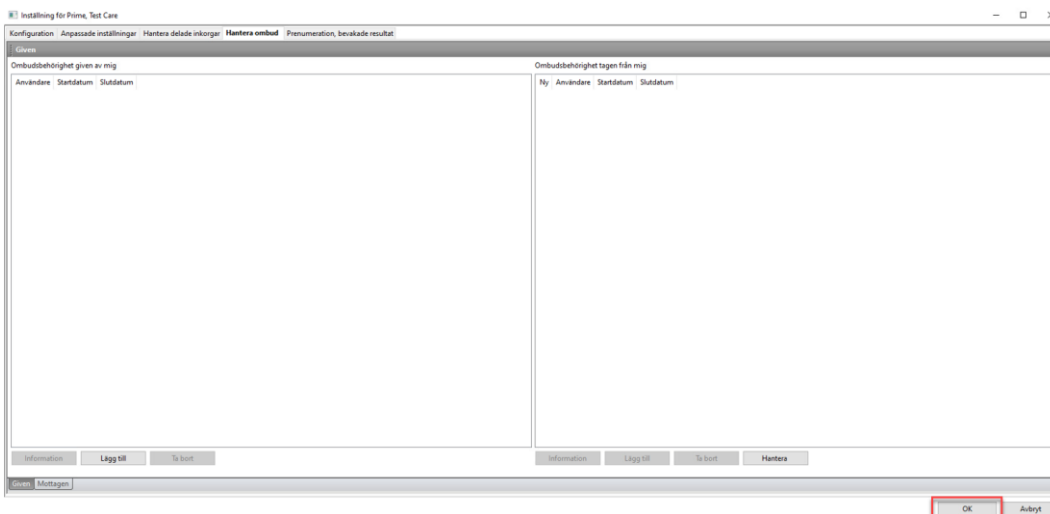 Inställning för Prime, Test Care
Konfiguration Anpassade inställningar Hantera delade inkorgar Hantera ombud Prenumeration, bevakade resultat
Given
Ombudsbehörighet given av mig
Användare Startdatum Slutdatum
Ombudsbehörighet tagen från mig
Ny Användare Startdatum Slutdatum
Information Lägg till Ta bort
Information Lägg till Ta bort Hantera
Given Mottagen
OK Avbryt